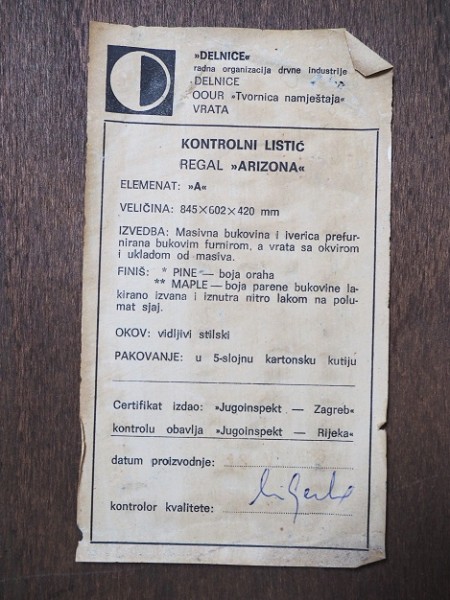 »DELNICE«
radna organizacija drvne industrije
DELNICE
OOUR »Tvornica namještaja«
VRATA
KONTROLNI LISTIĆ
REGAL »ARIZONA«
ELEMENAT: »A«
VELIČINA: 845×602×420 mm
IZVEDBA: Masivna bukovina i iverica prefur-
nirana bukovim furnirom, a vrata sa okvirom
i ukladom od masiva.
FINIŠ: * PINE — boja oraha
** MAPLE — boja parene bukovine la-
kirano izvana i iznutra nitro lakom na polu-
mat sjaj.
OKOV: vidljivi stilski
PAKOVANJE: u 5-slojnu kartonsku kutiju
Certifikat izdao: »Jugoinspekt — Zagreb«
kontrolu obavlja »Jugoinspekt — Rijeka«
datum proizvodnje:
kontrolor kvalitete: